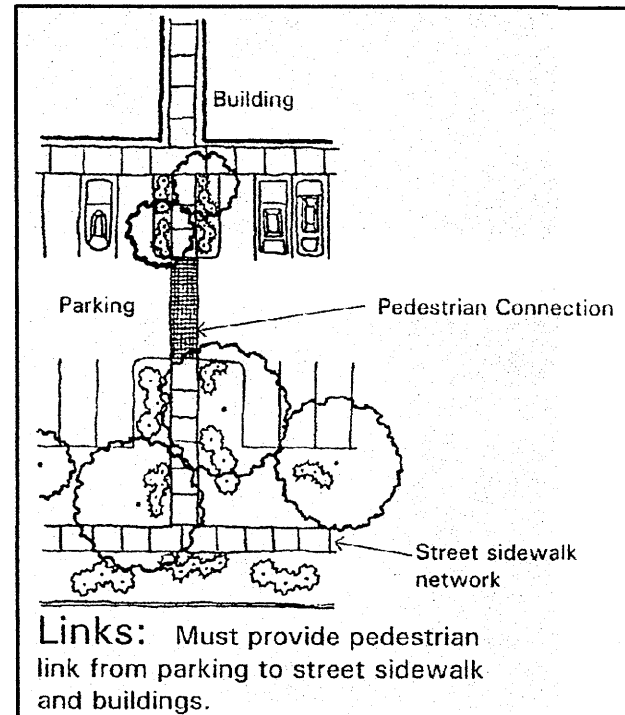 Building
Parking
Pedestrian Connection
Street sidewalk
network
Links: Must provide pedestrian
link from parking to street sidewalk
and buildings.